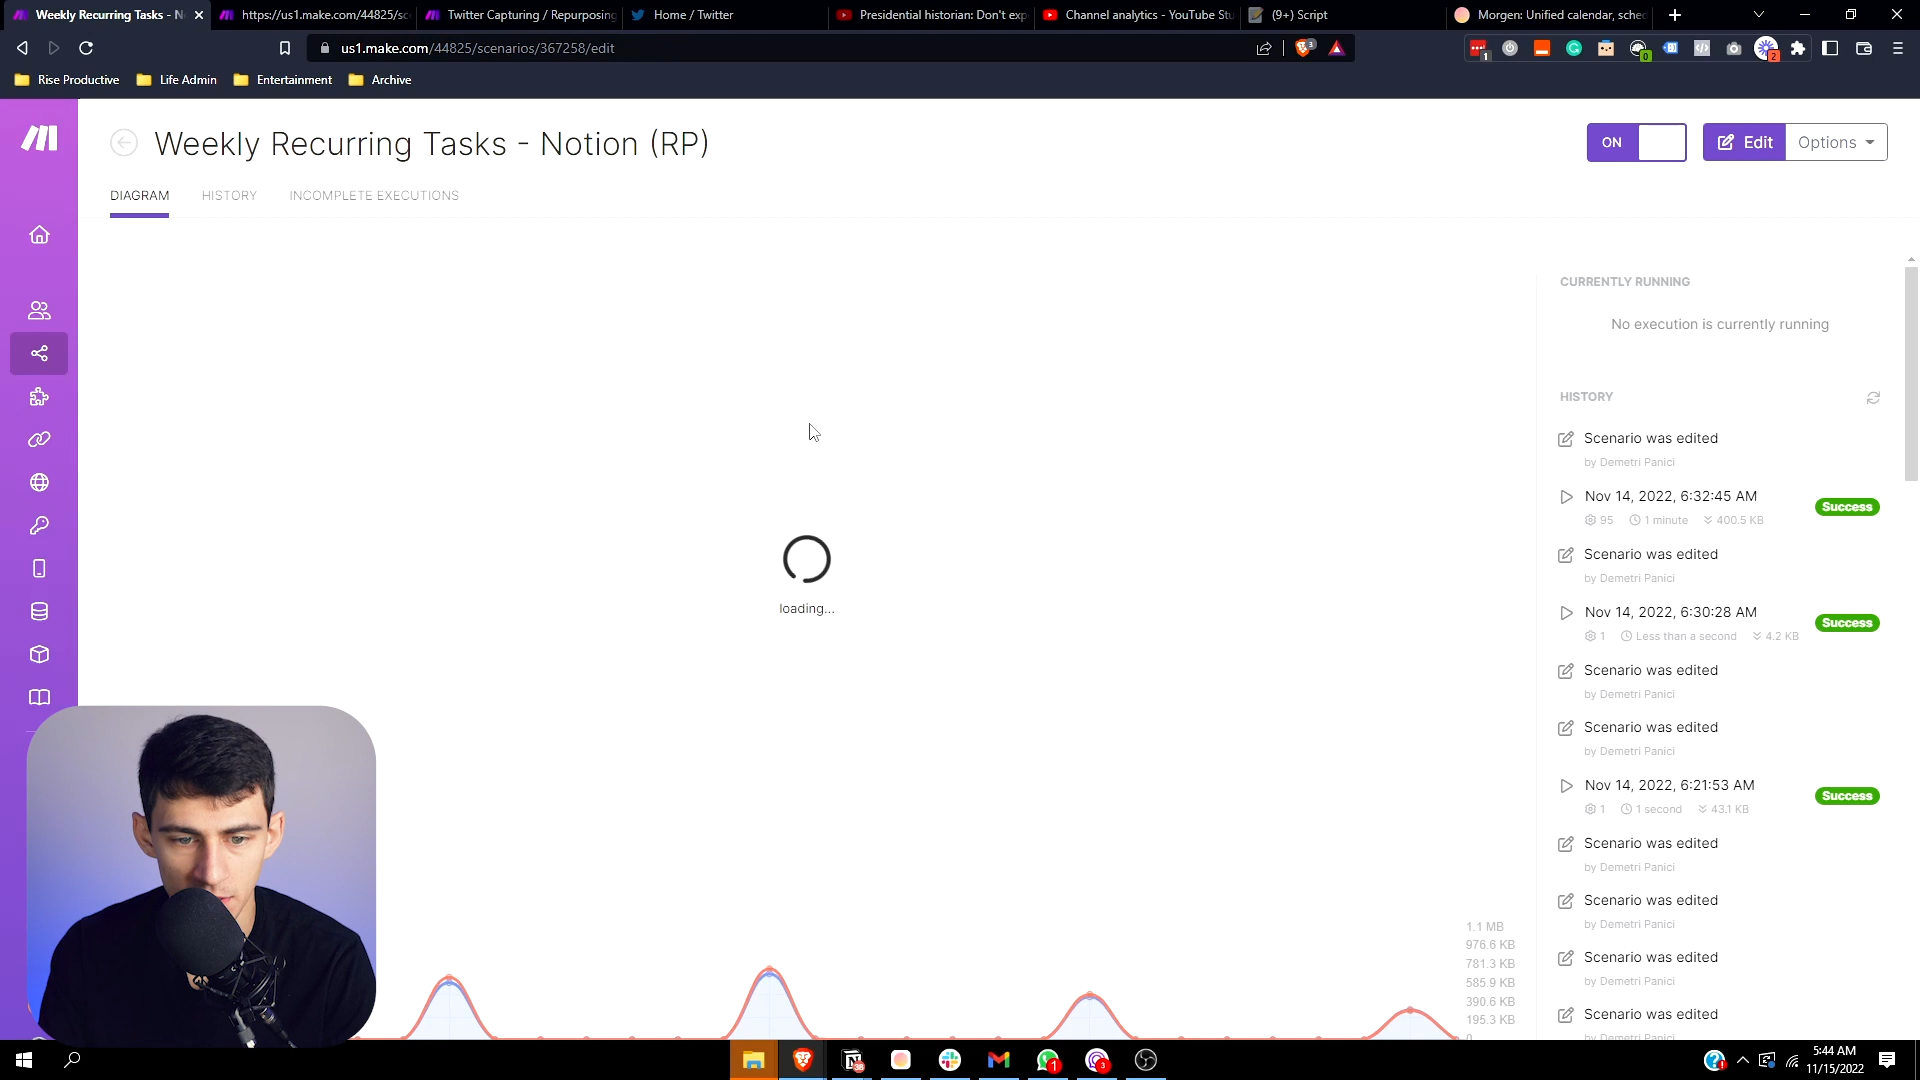 Weekly Recurring Tasks - N
https://us1.make.com/44825/sc
Twitter Capturing / Repurposing
Home / Twitter
Presidential historian: Don't exp
Channel analytics - YouTube Stu
(9+) Script
Morgen: Unified calendar, sched
us1.make.com/44825/scenarios/367258/edit
Rise Productive
Life Admin
Entertainment
Archive
Weekly Recurring Tasks - Notion (RP)
ON
Edit
Options
DIAGRAM
HISTORY
INCOMPLETE EXECUTIONS
CURRENTLY RUNNING
No execution is currently running
HISTORY
Scenario was edited
by Demetri Panici
Nov 14, 2022, 6:32:45 AM
Success
95 1 minute 400.5 KB
Scenario was edited
by Demetri Panici
Nov 14, 2022, 6:30:28 AM
Success
1 Less than a second 4.2 KB
Scenario was edited
by Demetri Panici
Scenario was edited
by Demetri Panici
Nov 14, 2022, 6:21:53 AM
Success
1 1 second 43.1 KB
Scenario was edited
by Demetri Panici
Scenario was edited
by Demetri Panici
Scenario was edited
by Demetri Panici
Scenario was edited
by Demetri Panici
loading...
1.1 MB
976.6 KB
781.3 KB
585.9 KB
390.6 KB
195.3 KB
0
5:44 AM
11/15/2022